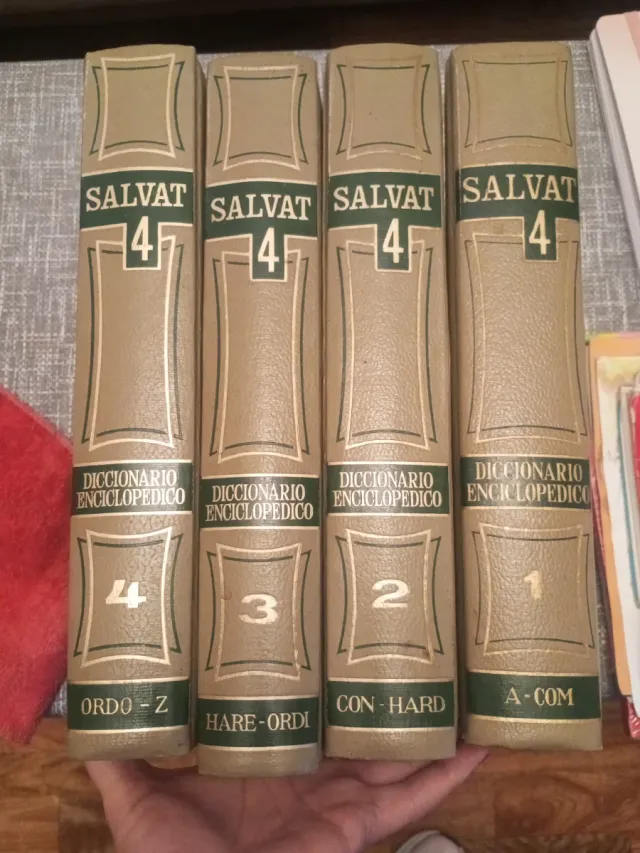 SALVAT
4
DICCIONARIO
ENCICLOPEDICO
4
ORDO - Z
SALVAT
4
DICCIONARIO
ENCICLOPEDICO
3
HARE - ORDI
SALVAT
4
DICCIONARIO
ENCICLOPEDICO
2
CON - HARD
SALVAT
4
DICCIONARIO
ENCICLOPEDICO
1
A - COM